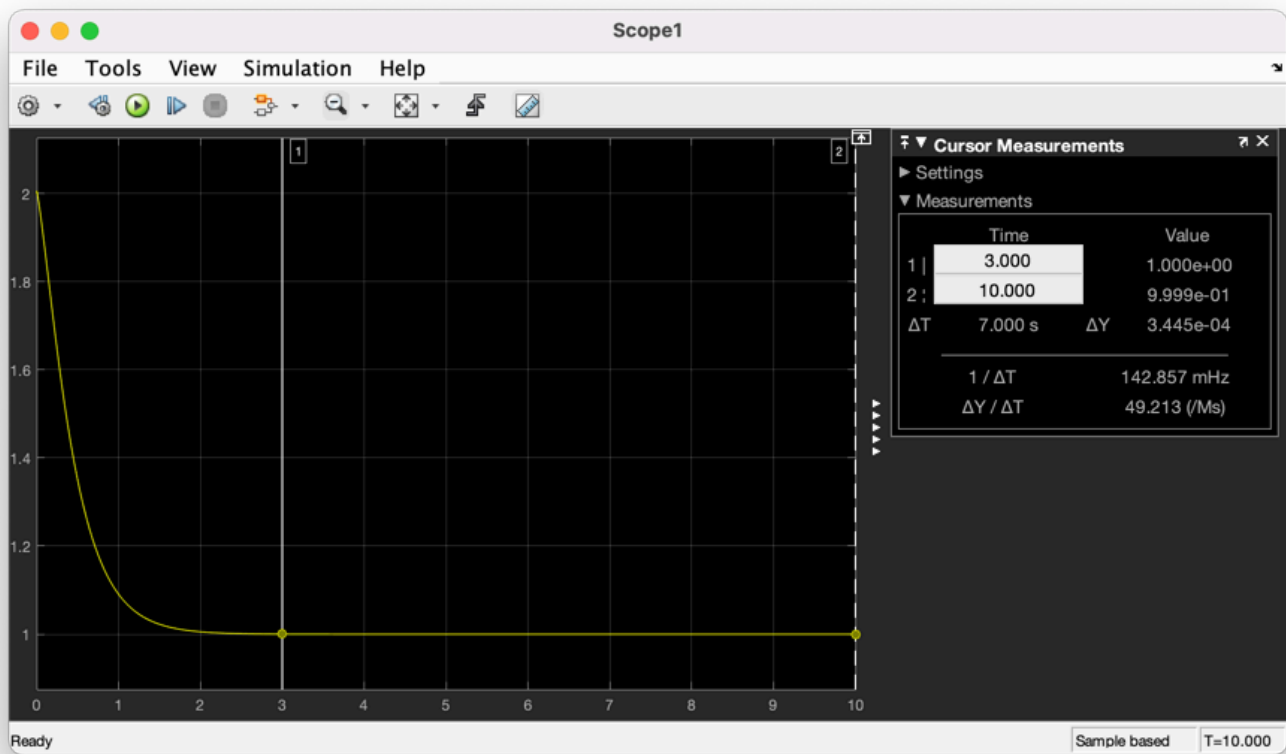 Scope1
File Tools View Simulation Help
1
2
2
1.8
1.6
1.4
1.2
1
0 1 2 3 4 5 6 7 8 9 10
Cursor Measurements
Settings
Measurements
Time Value
1 | 3.000 1.000e+00
2 ¦ 10.000 9.999e-01
ΔT 7.000 s ΔY 3.445e-04
1 / ΔT 142.857 mHz
ΔY / ΔT 49.213 (/Ms)
Ready Sample based T=10.000